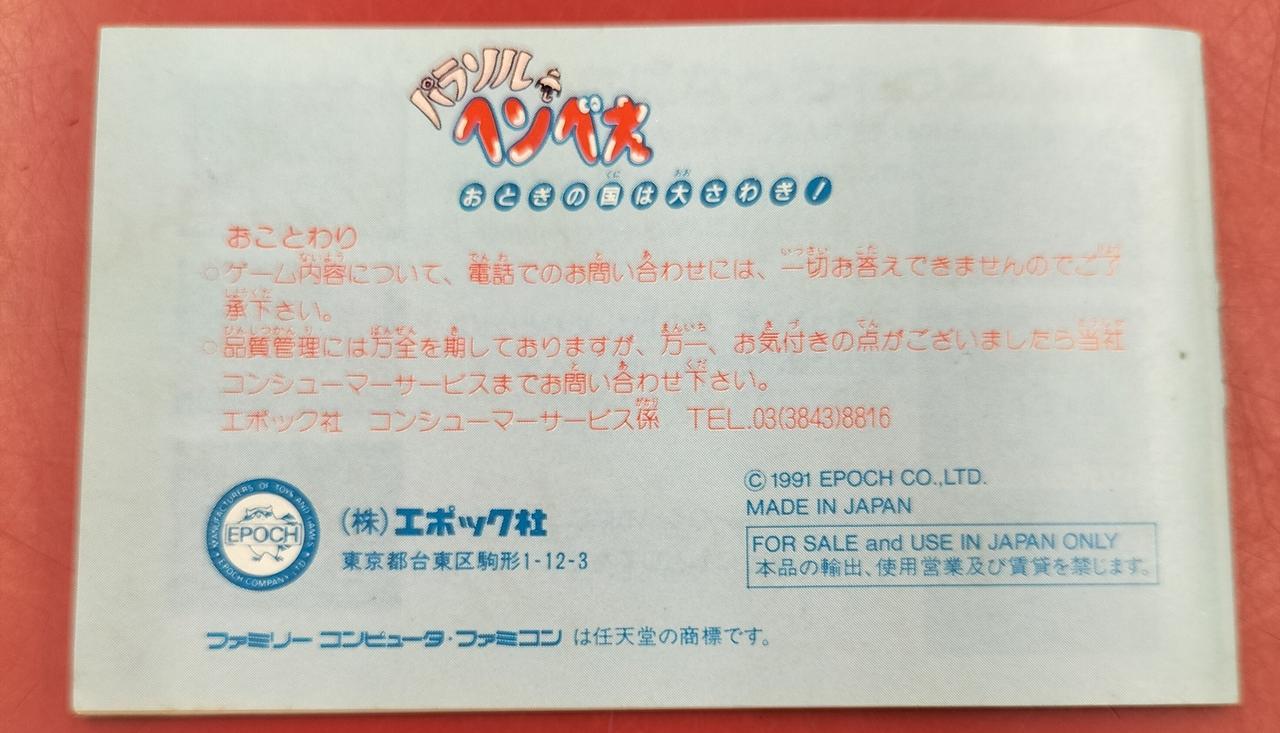 パラソルヘンべえ
おとぎの国は大さわぎ!
おことわり
○ゲーム内容について、電話でのお問い合わせには、一切お答えできませんのでご了
承下さい。
○品質管理には万全を期しておりますが、万一、お気付きの点がございましたら当社
コンシューマーサービスまでお問い合わせ下さい。
エポック社 コンシューマーサービス係 TEL.03(3843)8816
MANUFACTURERS OF TOYS AND GAMES
EPOCH
EPOCH COMPANY LTD
(株)エポック社
東京都台東区駒形1-12-3
© 1991 EPOCH CO.,LTD.
MADE IN JAPAN
FOR SALE and USE IN JAPAN ONLY
本品の輸出、使用営業及び賃貸を禁じます。
ファミリーコンピュータ・ファミコンは任天堂の商標です。